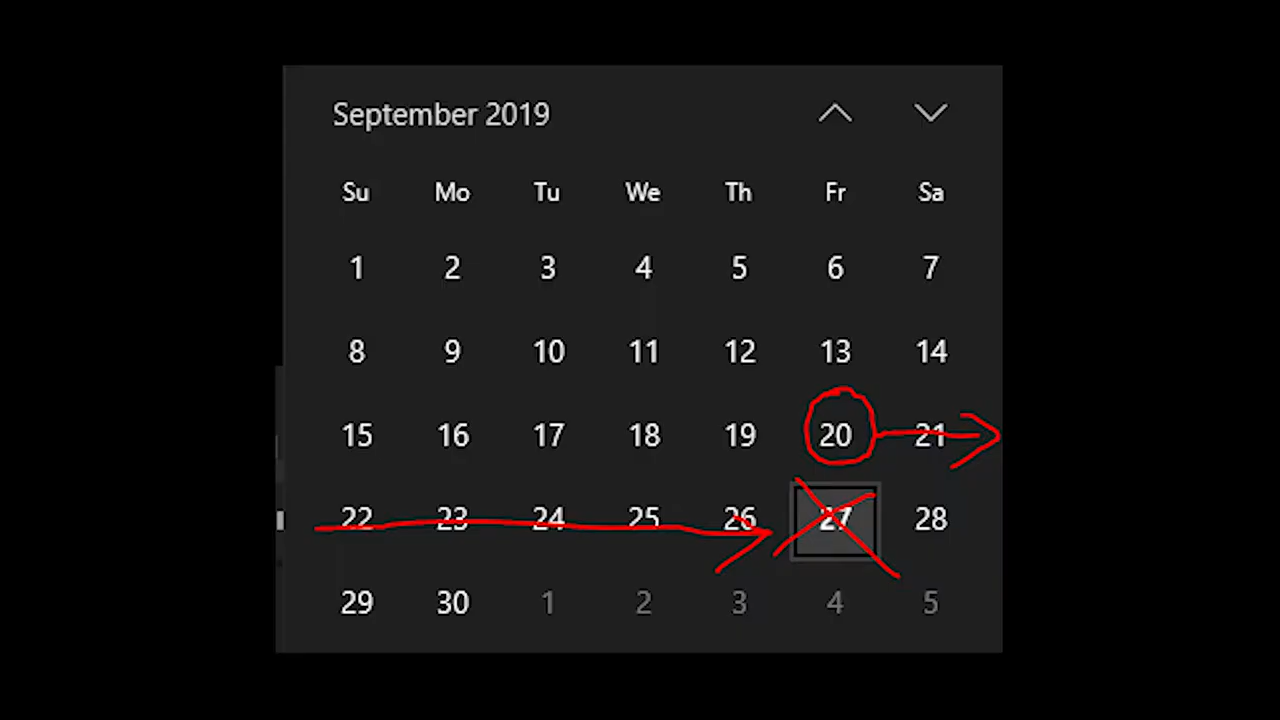 September 2019
Su Mo Tu We Th Fr Sa
1 2 3 4 5 6 7
8 9 10 11 12 13 14
15 16 17 18 19 20 21
22 23 24 25 26 27 28
29 30 1 2 3 4 5